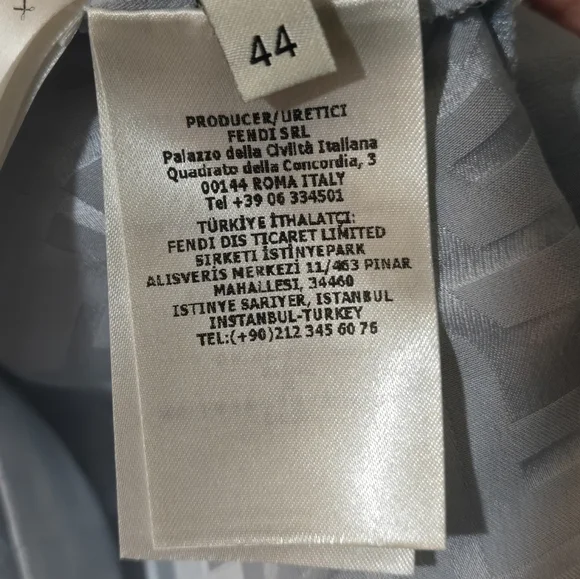 44
PRODUCER/URETICI
FENDI SRL
Palazzo della Civiltà Italiana
Quadrato della Concordia, 3
00144 ROMA ITALY
Tel +39 06 334501
TÜRKİYE İTHALATÇI:
FENDI DIS TICARET LIMITED
SIRKETI İSTİNYEPARK
ALISVERIS MERKEZI 11/463 PINAR
MAHALLESI, 34460
ISTINYE SARIYER, ISTANBUL
INSTANBUL-TURKEY
TEL:(+90)212 345 60 76